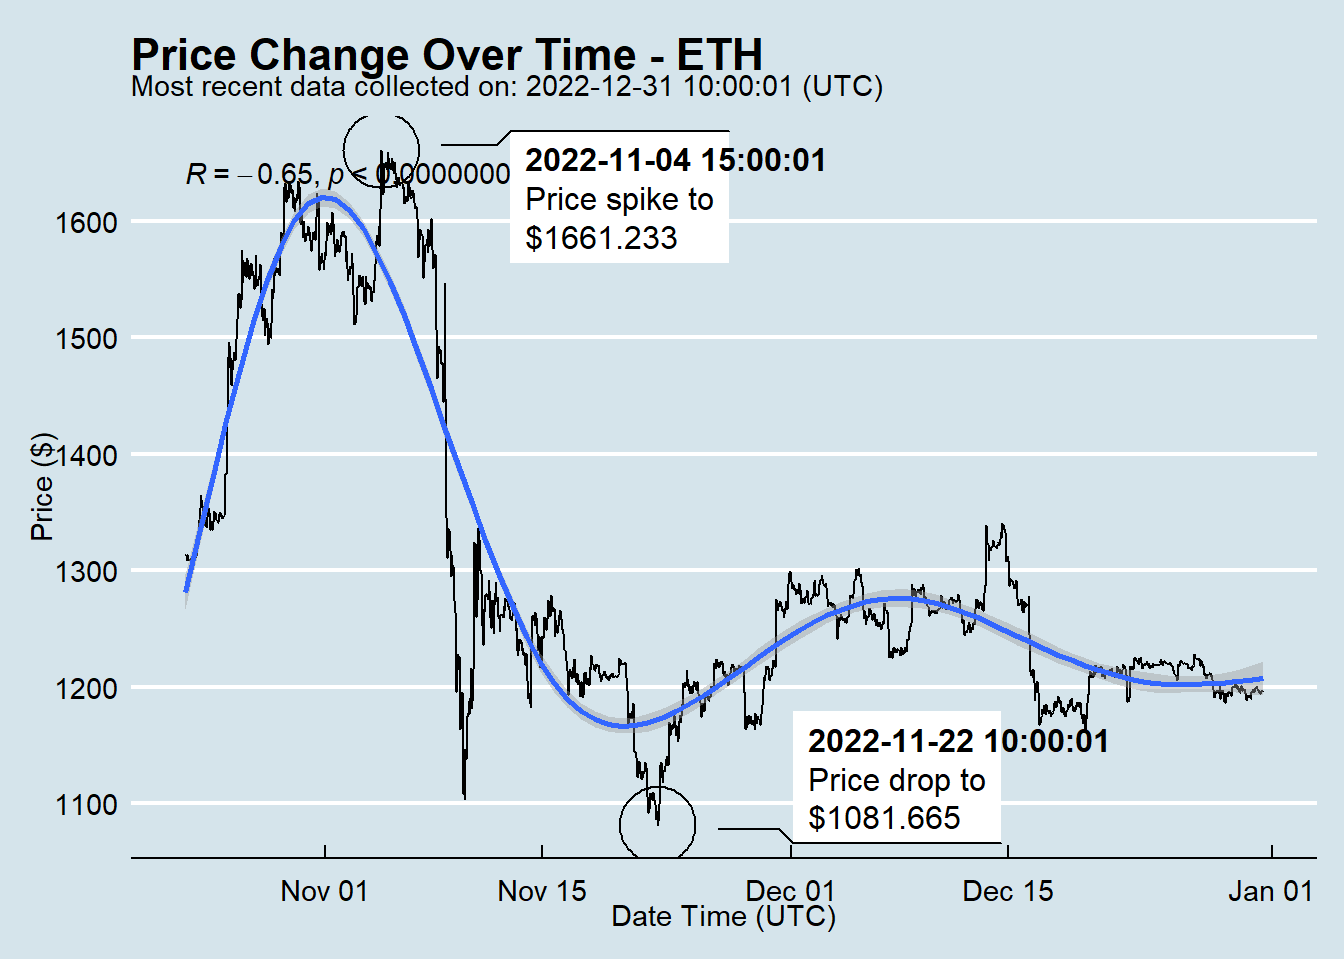 Price Change Over Time - ETH
Most recent data collected on: 2022-12-31 10:00:01 (UTC)
R = −0.65, p < 0.0000000
2022-11-04 15:00:01
Price spike to
$1661.233
1600
1500
1400
1300
1200
1100
Price ($)
2022-11-22 10:00:01
Price drop to
$1081.665
Nov 01
Nov 15
Dec 01
Dec 15
Jan 01
Date Time (UTC)